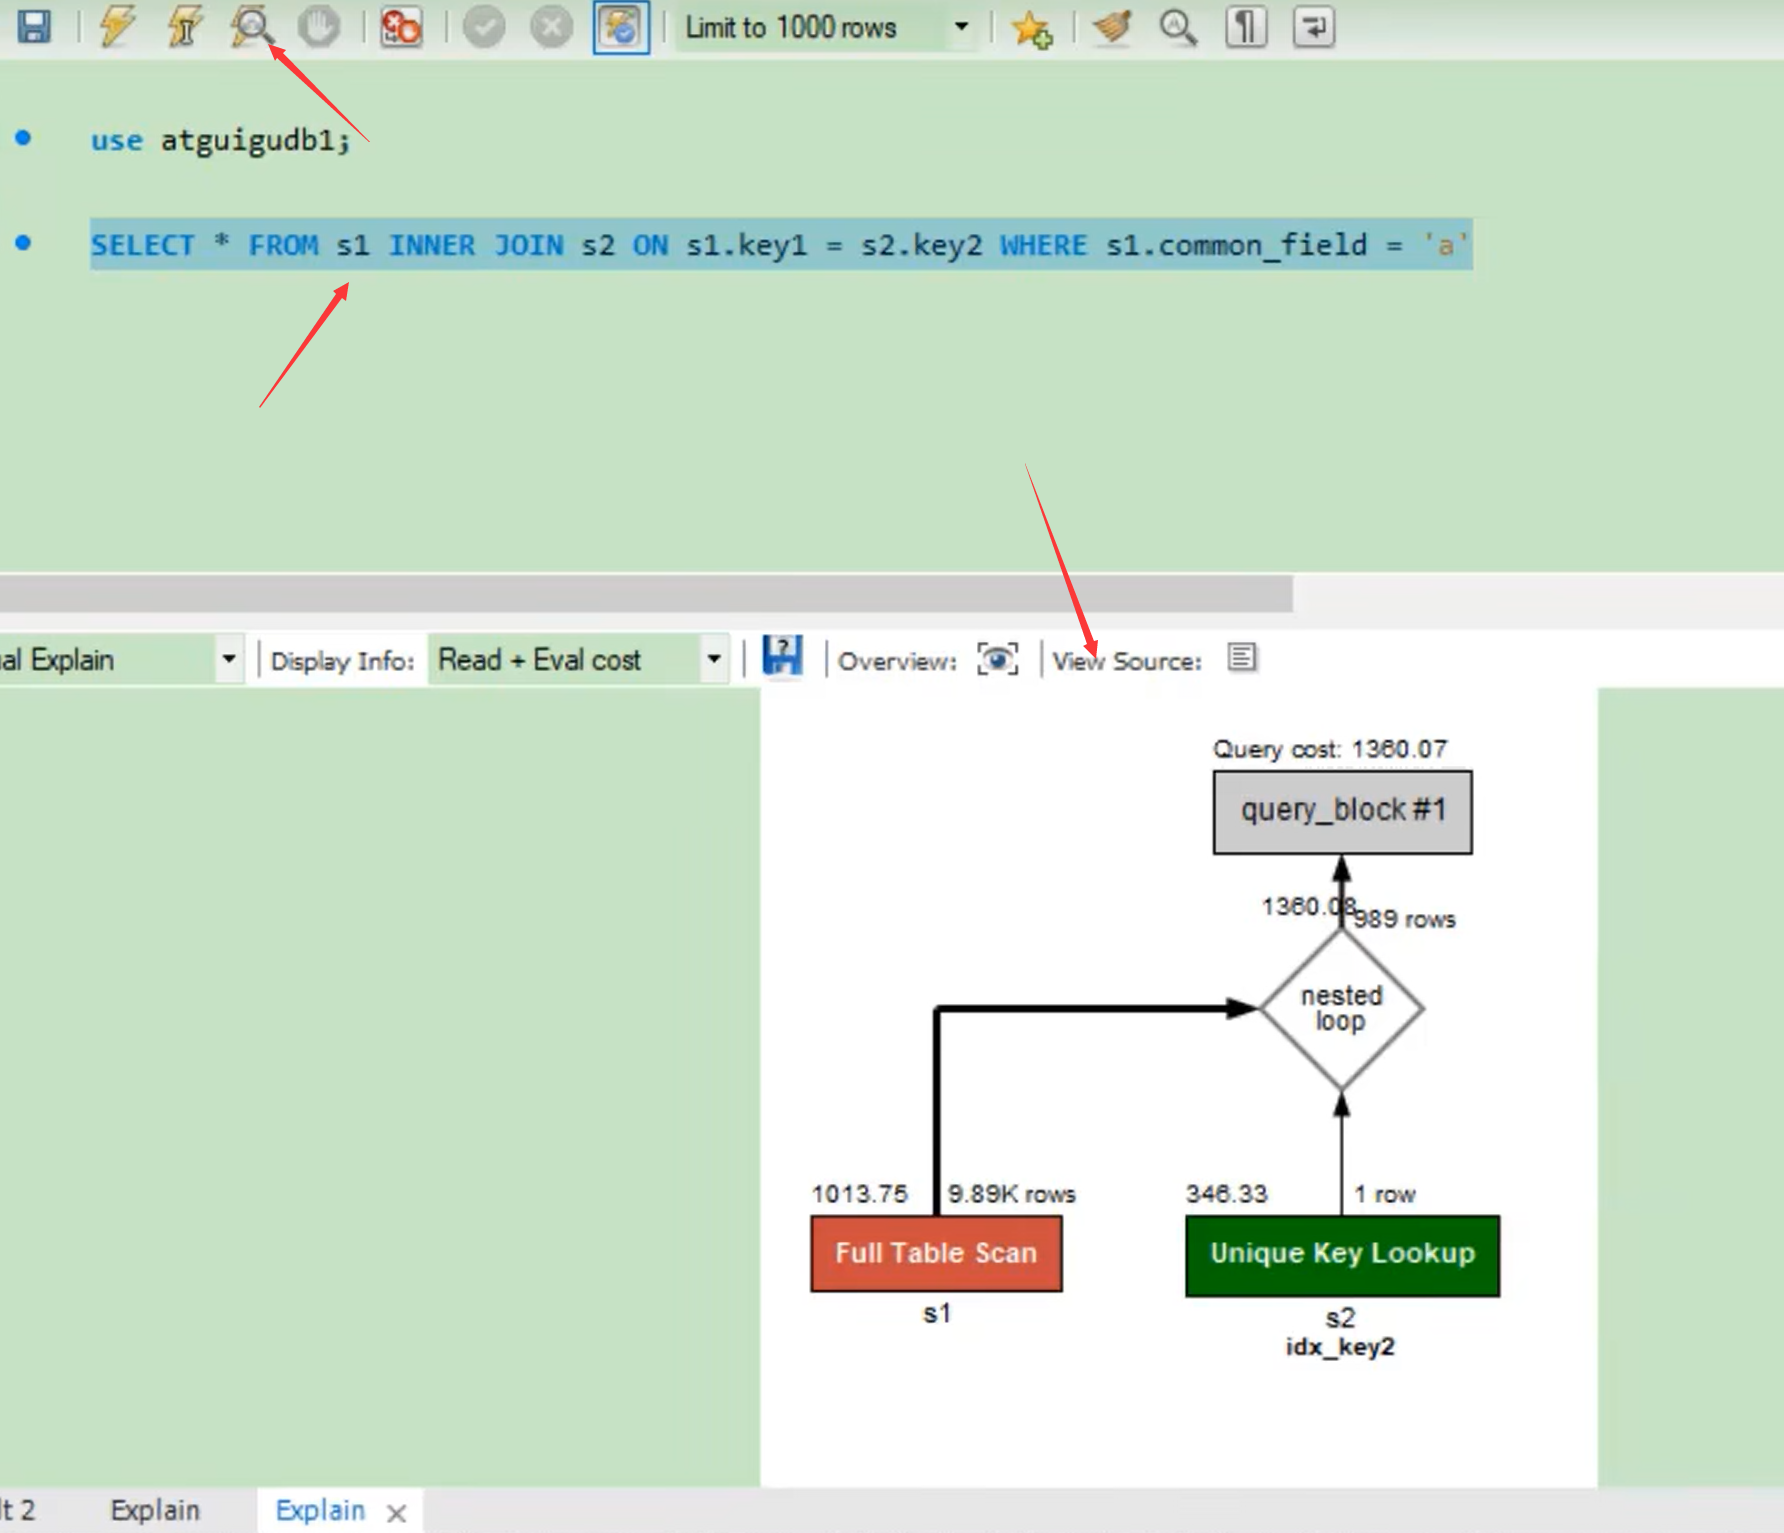 Limit to 1000 rows
use atguigudb1;
SELECT * FROM s1 INNER JOIN s2 ON s1.key1 = s2.key2 WHERE s1.common_field = 'a'
al Explain Display Info: Read + Eval cost Overview: View Source:
Query cost: 1360.07
query_block #1
1360.08 989 rows
nested
loop
1013.75 9.89K rows
346.33 1 row
Full Table Scan
Unique Key Lookup
s1
s2
idx_key2
lt 2 Explain Explain